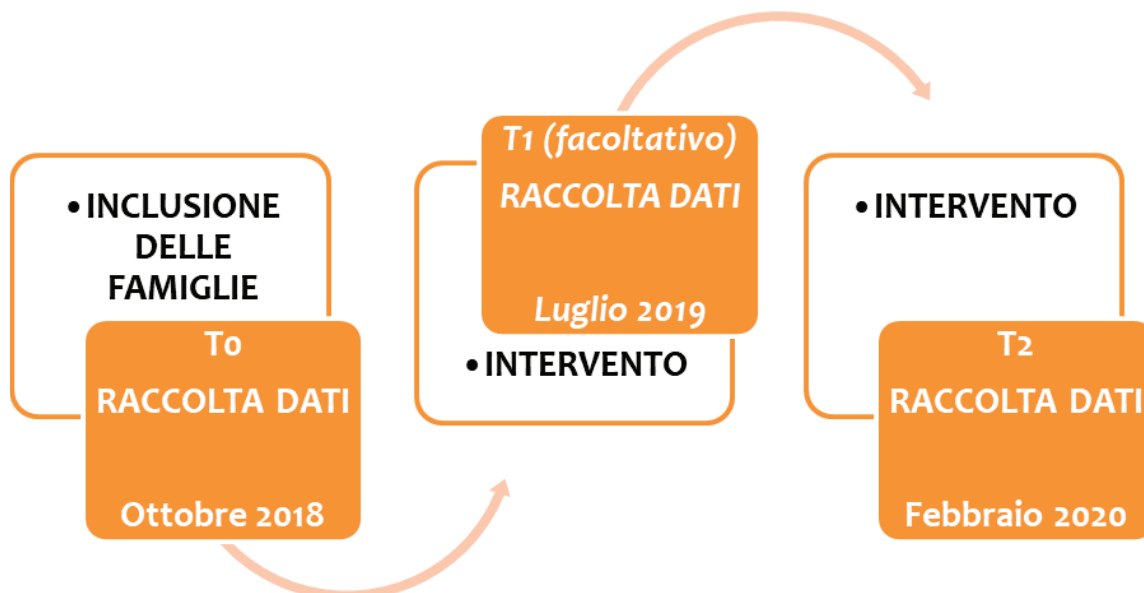 • INCLUSIONE
DELLE
FAMIGLIE
T0
RACCOLTA DATI
Ottobre 2018
T1 (facoltativo)
RACCOLTA DATI
Luglio 2019
• INTERVENTO
• INTERVENTO
T2
RACCOLTA DATI
Febbraio 2020